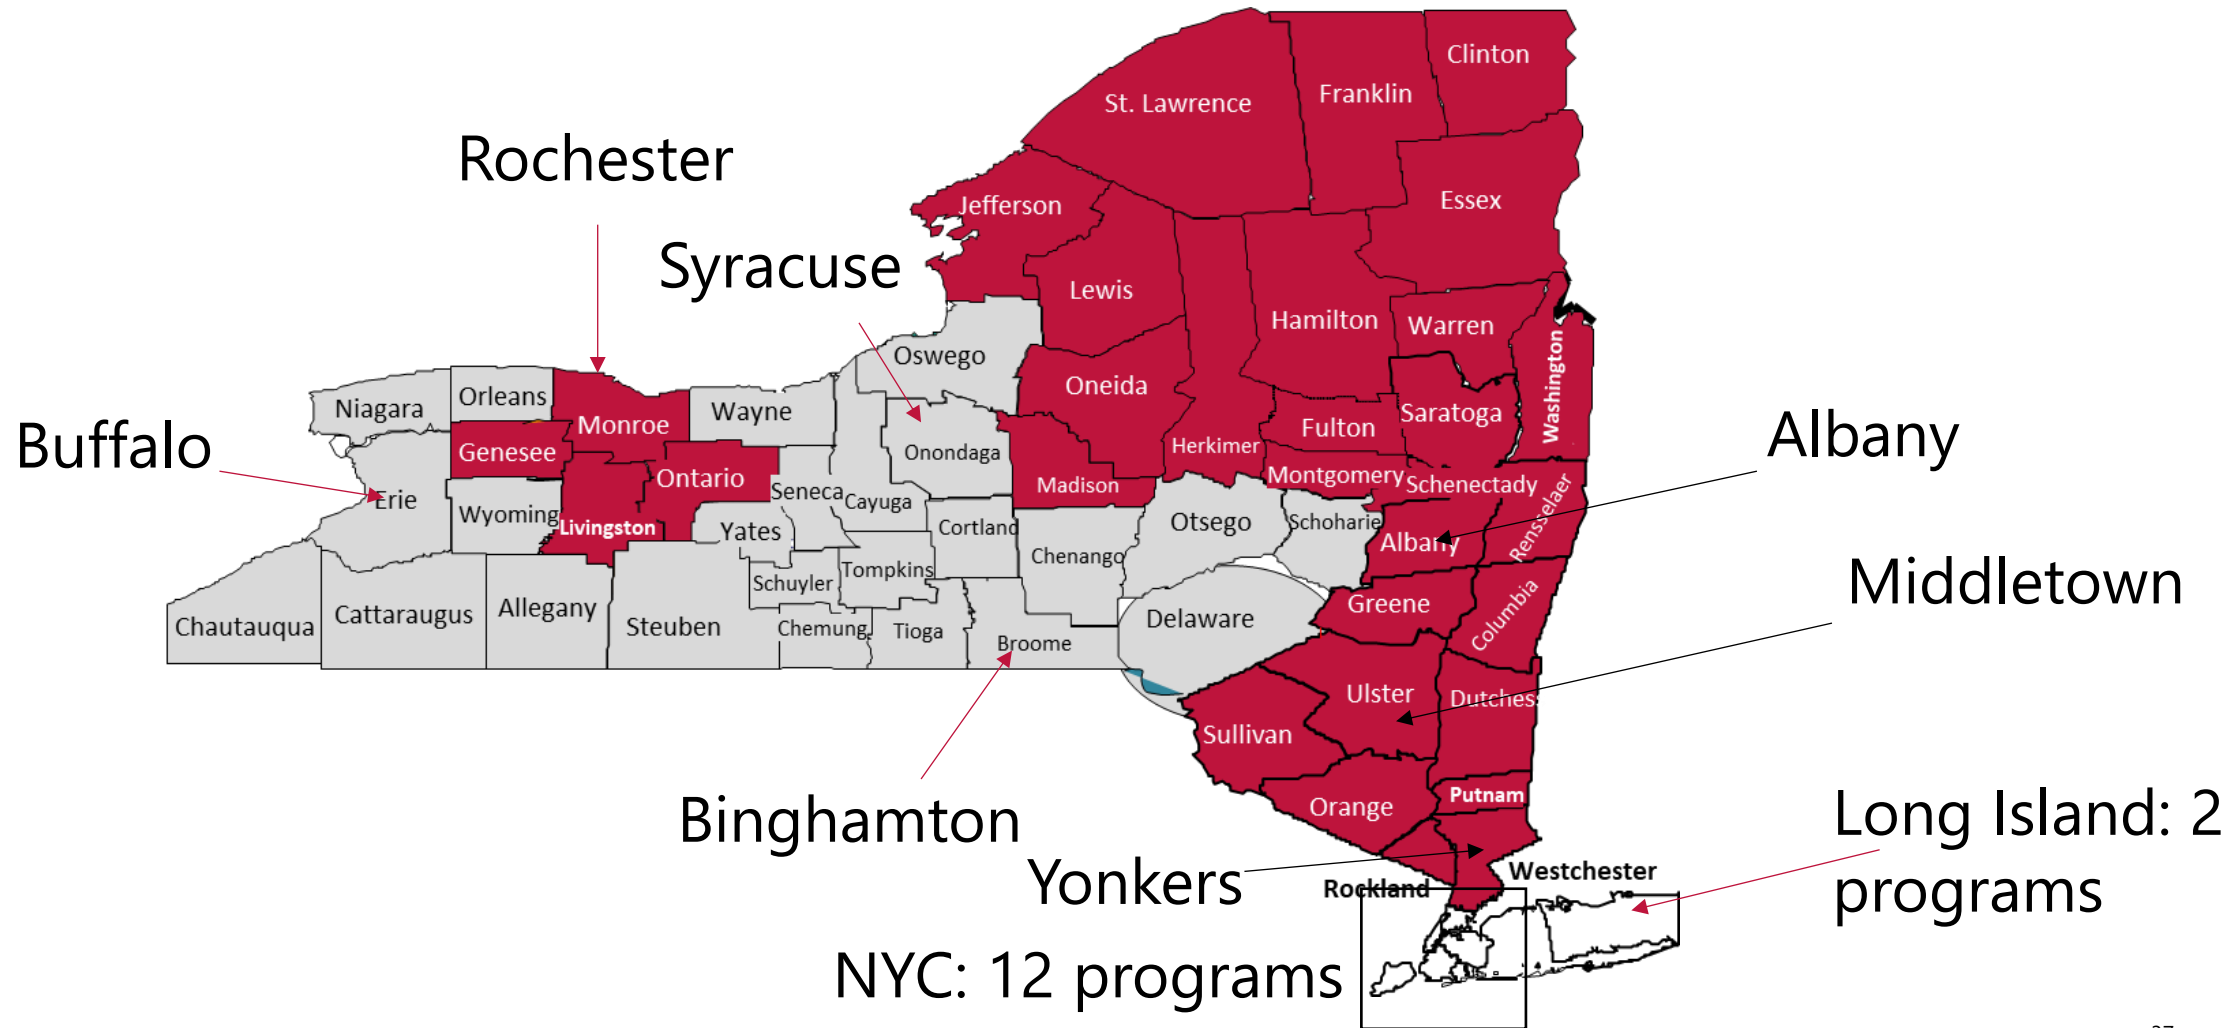 Clinton
Franklin
St. Lawrence
Rochester
Essex
Jefferson
Syracuse
Lewis
Hamilton
Warren
Oswego
Washington
Oneida
Orleans
Niagara
Wayne
Saratoga
Monroe
Fulton
Albany
Buffalo
Herkimer
Genesee
Onondaga
Ontario
Montgomery
Madison
Schenectady
Seneca
Cayuga
Erie
Wyoming
Livingston
Yates
Cortland
Otsego
Schoharie
Rensselaer
Albany
Chenango
Tompkins
Schuyler
Middletown
Greene
Allegany
Cattaraugus
Columbia
Delaware
Chautauqua
Steuben
Chemung
Tioga
Broome
Ulster
Dutches
Sullivan
Putnam
Orange
Binghamton
Long Island: 2
programs
Yonkers
Westchester
Rockland
NYC: 12 programs